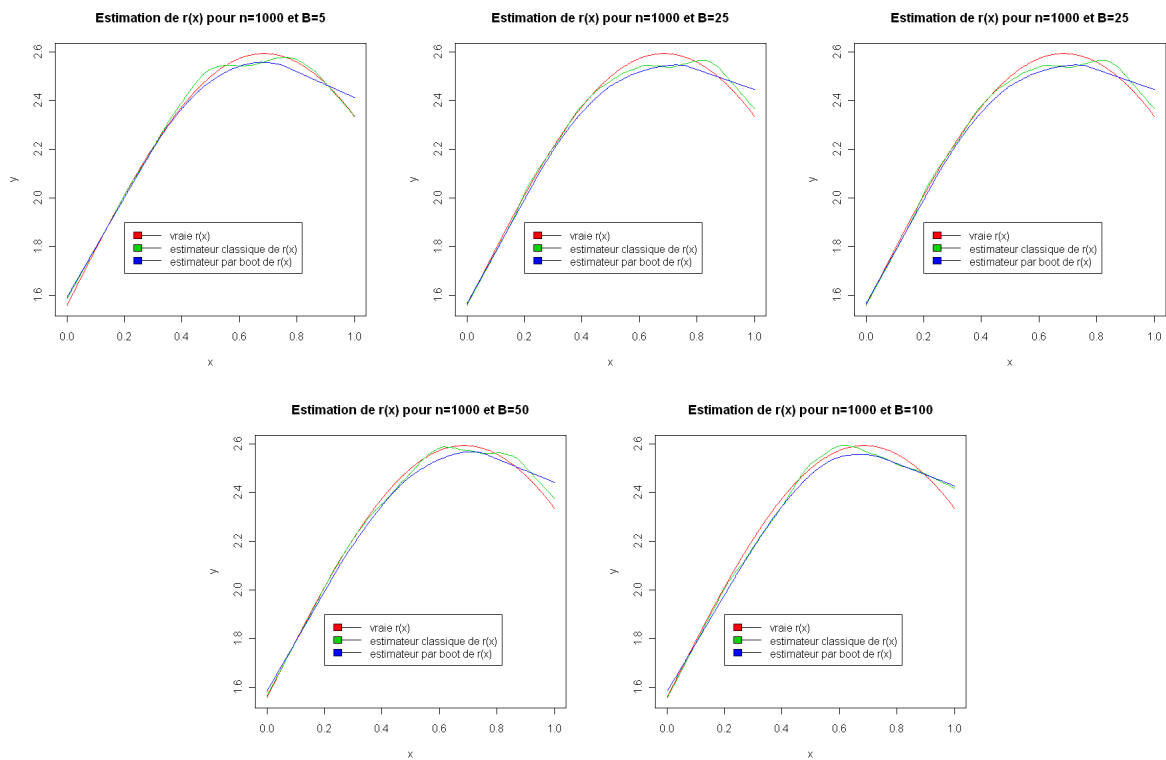 Estimation de r(x) pour n=1000 et B=5
y
2.6
2.4
2.2
2.0
1.8
1.6
vraie r(x)
estimateur classique de r(x)
estimateur par boot de r(x)
0.0 0.2 0.4 0.6 0.8 1.0
x
Estimation de r(x) pour n=1000 et B=25
y
2.6
2.4
2.2
2.0
1.8
1.6
vraie r(x)
estimateur classique de r(x)
estimateur par boot de r(x)
0.0 0.2 0.4 0.6 0.8 1.0
x
Estimation de r(x) pour n=1000 et B=25
y
2.6
2.4
2.2
2.0
1.8
1.6
vraie r(x)
estimateur classique de r(x)
estimateur par boot de r(x)
0.0 0.2 0.4 0.6 0.8 1.0
x
Estimation de r(x) pour n=1000 et B=50
y
2.6
2.4
2.2
2.0
1.8
1.6
vraie r(x)
estimateur classique de r(x)
estimateur par boot de r(x)
0.0 0.2 0.4 0.6 0.8 1.0
x
Estimation de r(x) pour n=1000 et B=100
y
2.6
2.4
2.2
2.0
1.8
1.6
vraie r(x)
estimateur classique de r(x)
estimateur par boot de r(x)
0.0 0.2 0.4 0.6 0.8 1.0
x